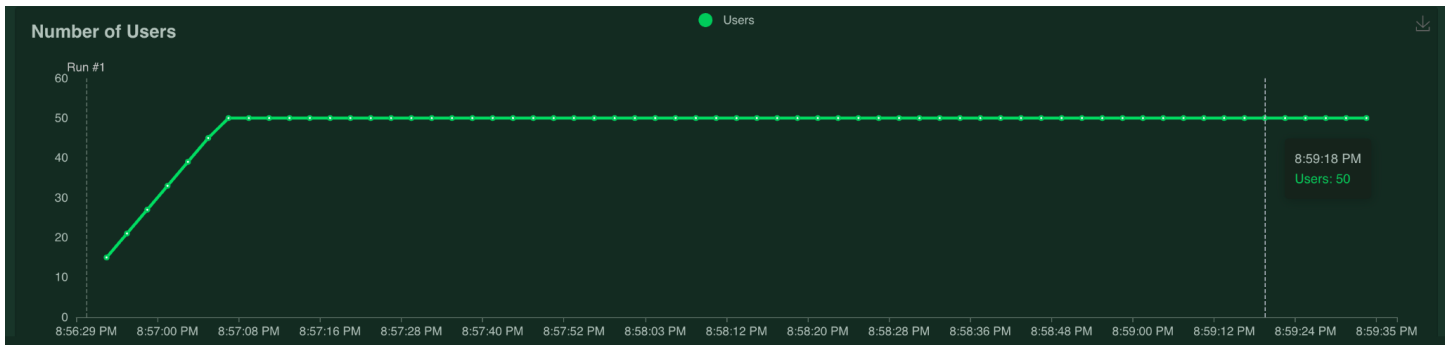 Number of Users
Users
Run #1
60
50
40
30
20
10
0
8:59:18 PM
Users: 50
8:56:29 PM 8:57:00 PM 8:57:08 PM 8:57:16 PM 8:57:28 PM 8:57:40 PM 8:57:52 PM 8:58:03 PM 8:58:12 PM 8:58:20 PM 8:58:28 PM 8:58:36 PM 8:58:48 PM 8:59:00 PM 8:59:12 PM 8:59:24 PM 8:59:35 PM